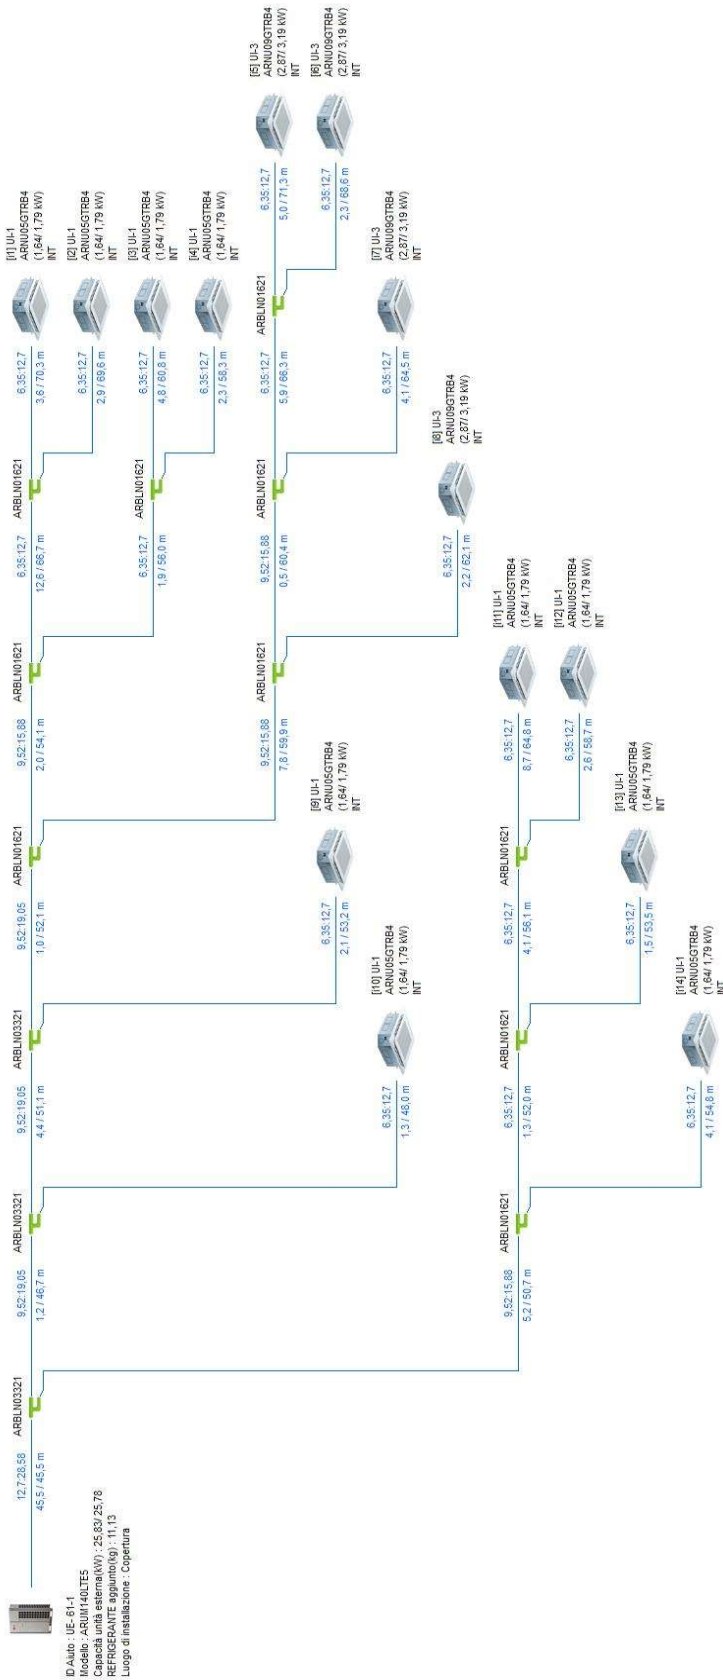 ID Aiuto : UE- 61-1
Modello : ARUM140LTE5
Capacità unità esterna(kW) : 25,83/ 25,78
REFRIGERANTE aggiunto(kg) : 11,13
Luogo di installazione : Copertura
12,7:28,58
45,5 / 45,5 m
ARBLN03321
9,52:19,05
1,2 / 46,7 m
ARBLN03321
9,52:19,05
4,4 / 51,1 m
ARBLN03321
9,52:19,05
1,0 / 52,1 m
ARBLN01621
9,52:15,88
2,0 / 54,1 m
ARBLN01621
6,35:12,7
12,6 / 66,7 m
ARBLN01621
6,35:12,7
3,6 / 70,3 m
[i1] UI-1
ARNU05GTRB4
(1,64/ 1,79 kW)
INT
6,35:12,7
2,9 / 69,6 m
[i2] UI-1
ARNU05GTRB4
(1,64/ 1,79 kW)
INT
6,35:12,7
1,9 / 56,0 m
ARBLN01621
6,35:12,7
4,8 / 60,8 m
[i3] UI-1
ARNU05GTRB4
(1,64/ 1,79 kW)
INT
6,35:12,7
2,3 / 58,3 m
[i4] UI-1
ARNU05GTRB4
(1,64/ 1,79 kW)
INT
9,52:15,88
7,8 / 59,9 m
ARBLN01621
9,52:15,88
0,5 / 60,4 m
ARBLN01621
6,35:12,7
5,9 / 66,3 m
ARBLN01621
6,35:12,7
5,0 / 71,3 m
[i5] UI-3
ARNU09GTRB4
(2,87/ 3,19 kW)
INT
6,35:12,7
2,3 / 68,6 m
[i6] UI-3
ARNU09GTRB4
(2,87/ 3,19 kW)
INT
6,35:12,7
4,1 / 64,5 m
[i7] UI-3
ARNU09GTRB4
(2,87/ 3,19 kW)
INT
6,35:12,7
2,2 / 62,1 m
[i8] UI-3
ARNU09GTRB4
(2,87/ 3,19 kW)
INT
6,35:12,7
2,1 / 53,2 m
[i9] UI-1
ARNU05GTRB4
(1,64/ 1,79 kW)
INT
6,35:12,7
1,3 / 48,0 m
[i10] UI-1
ARNU05GTRB4
(1,64/ 1,79 kW)
INT
9,52:15,88
5,2 / 50,7 m
ARBLN01621
6,35:12,7
1,3 / 52,0 m
ARBLN01621
6,35:12,7
4,1 / 56,1 m
ARBLN01621
6,35:12,7
8,7 / 64,8 m
[i11] UI-1
ARNU05GTRB4
(1,64/ 1,79 kW)
INT
6,35:12,7
2,6 / 58,7 m
[i12] UI-1
ARNU05GTRB4
(1,64/ 1,79 kW)
INT
6,35:12,7
1,5 / 53,5 m
[i13] UI-1
ARNU05GTRB4
(1,64/ 1,79 kW)
INT
6,35:12,7
4,1 / 54,8 m
[i14] UI-1
ARNU05GTRB4
(1,64/ 1,79 kW)
INT